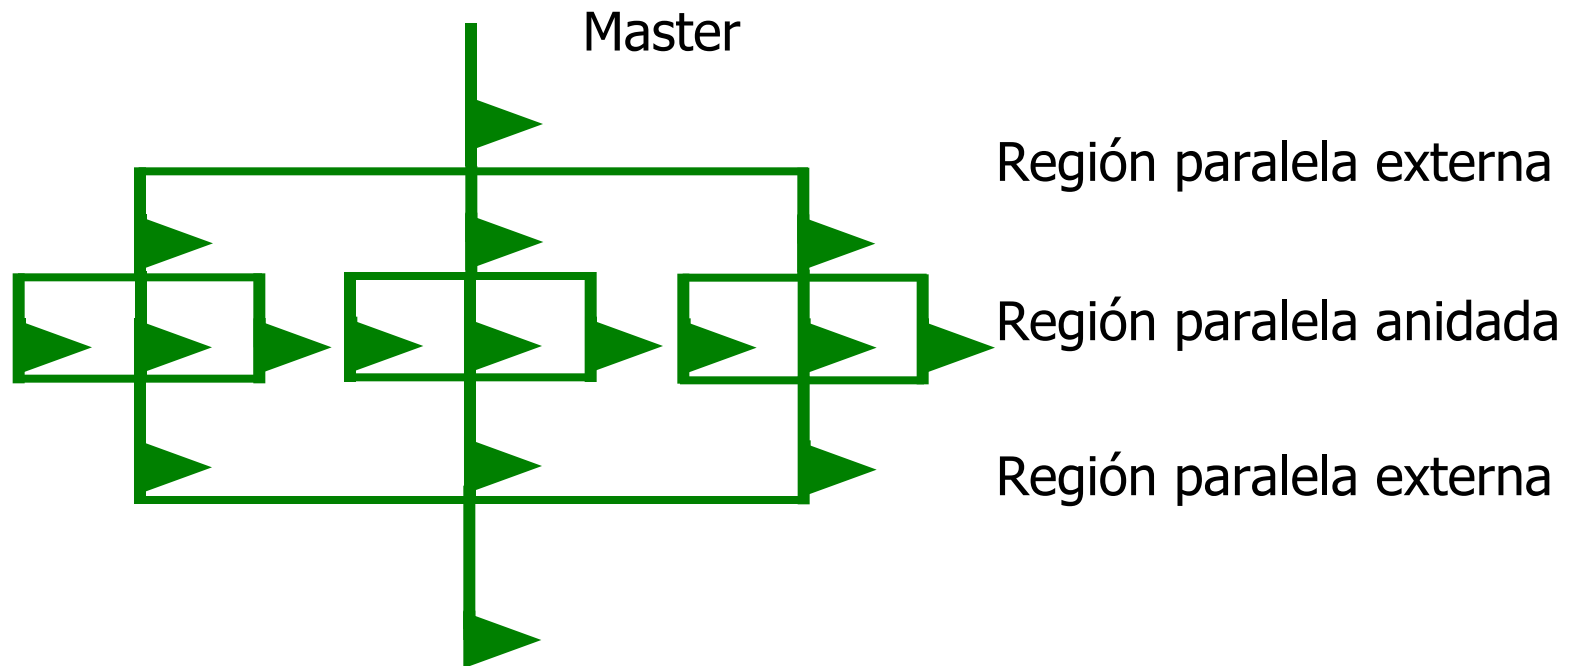 Master
Región paralela externa
Región paralela anidada
Región paralela externa